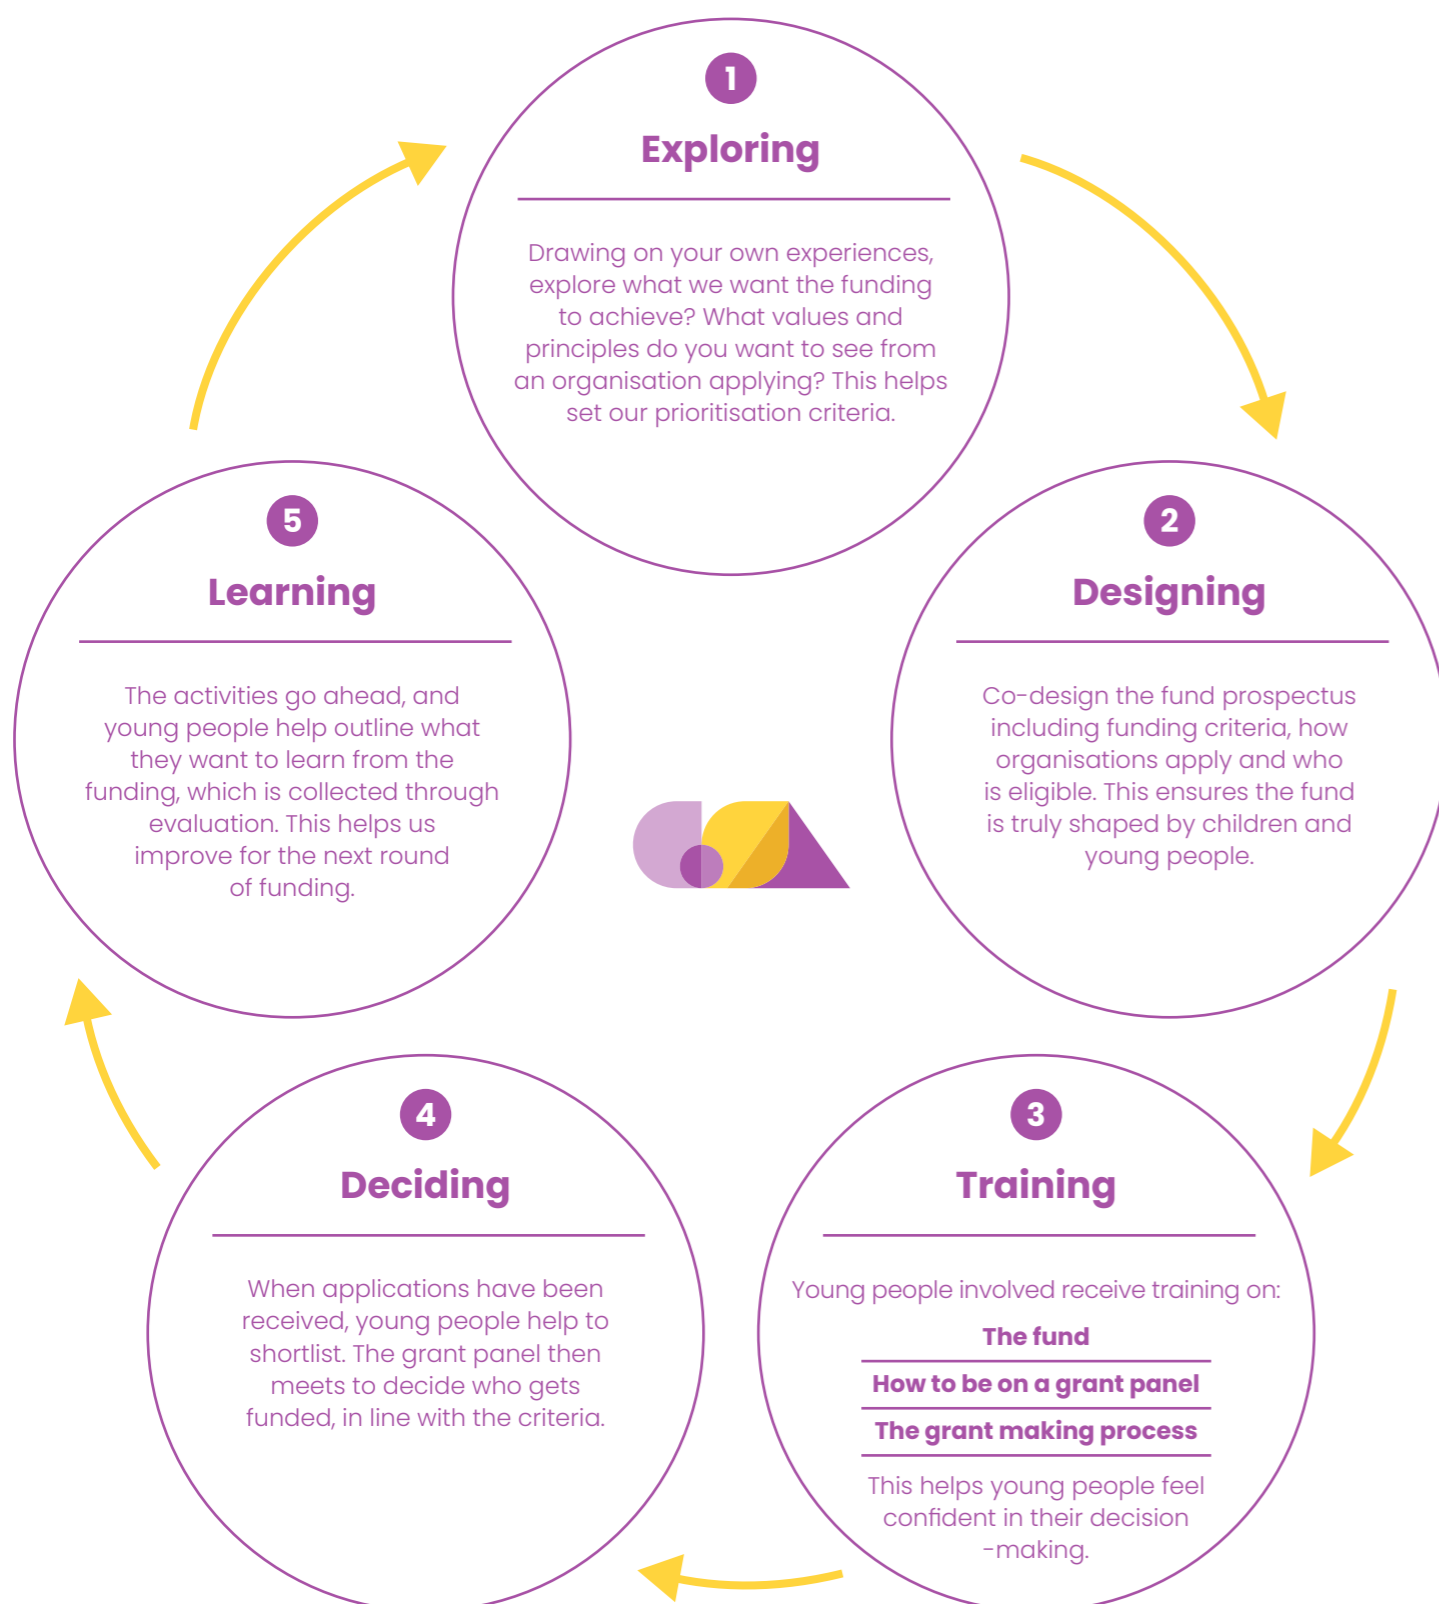 1
Exploring
Drawing on your own experiences,
explore what we want the funding
to achieve? What values and
principles do you want to see from
an organisation applying? This helps
set our prioritisation criteria.
2
Designing
Co-design the fund prospectus
including funding criteria, how
organisations apply and who
is eligible. This ensures the fund
is truly shaped by children and
young people.
3
Training
Young people involved receive training on:
The fund
How to be on a grant panel
The grant making process
This helps young people feel
confident in their decision
-making.
4
Deciding
When applications have been
received, young people help to
shortlist. The grant panel then
meets to decide who gets
funded, in line with the criteria.
5
Learning
The activities go ahead, and
young people help outline what
they want to learn from the
funding, which is collected through
evaluation. This helps us
improve for the next round
of funding.